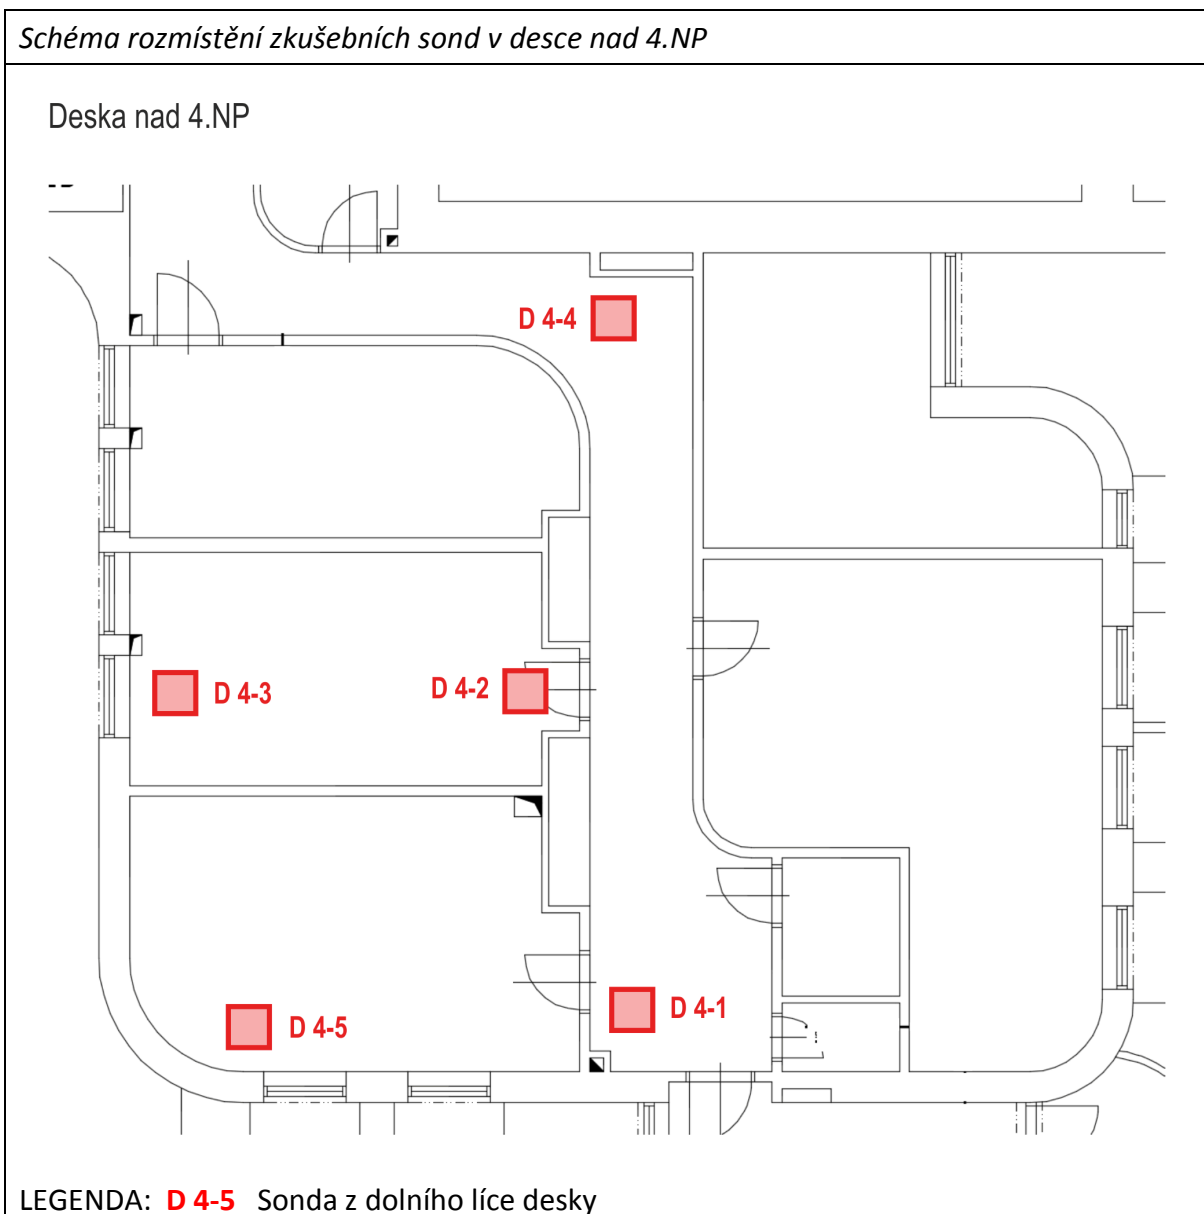 Schéma rozmístění zkušebních sond v desce nad 4.NP
Deska nad 4.NP
D 4-4
D 4-3
D 4-2
D 4-5
D 4-1
LEGENDA: D 4-5 Sonda z dolního líce desky